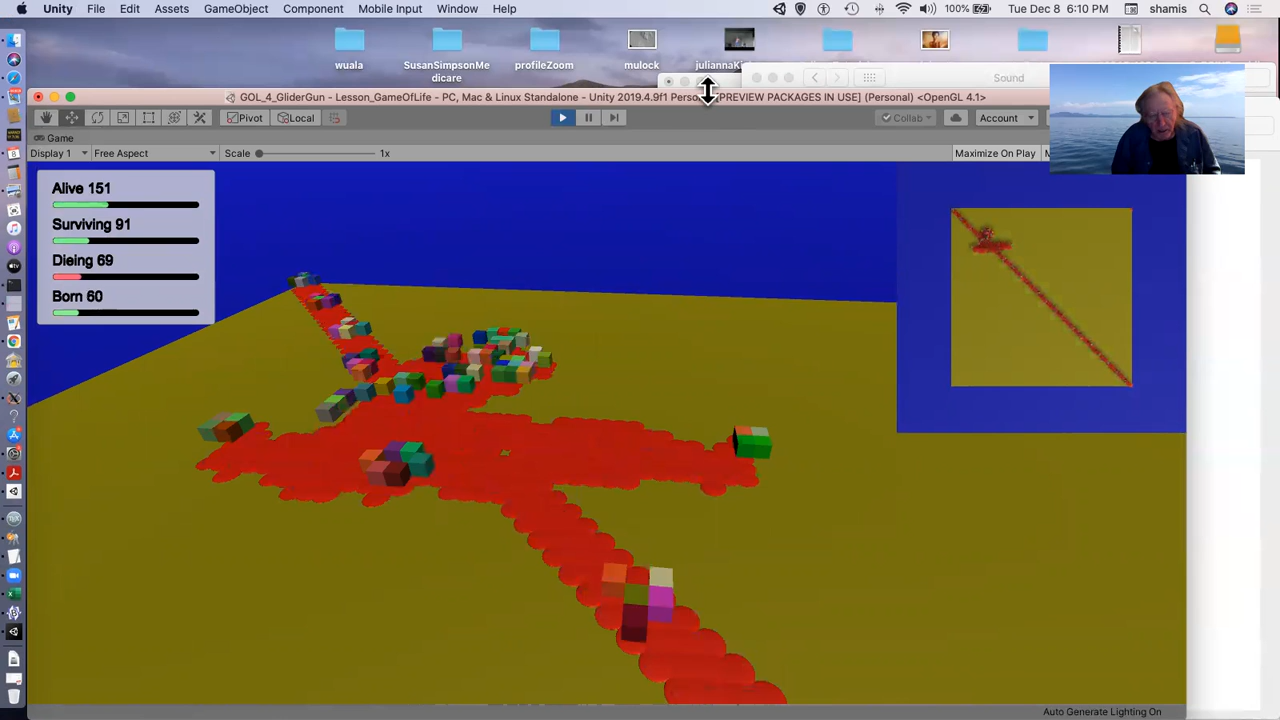 Unity File Edit Assets GameObject Component Mobile Input Window Help 100% Tue Dec 8 6:10 PM shamis
wuala SusanSimpsonMedicare profileZoom mulock
Sound
GOL_4_GliderGun - Lesson_GameOfLife - PC, Mac & Linux Standalone - Unity 2019.4.9f1 [PREVIEW PACKAGES IN USE] (Personal) <OpenGL 4.1>
Pivot Local Collab Account
Game
Display 1 Free Aspect Scale 1x Maximize On Play
Alive 151
Surviving 91
Dieing 69
Born 60
Auto Generate Lighting On